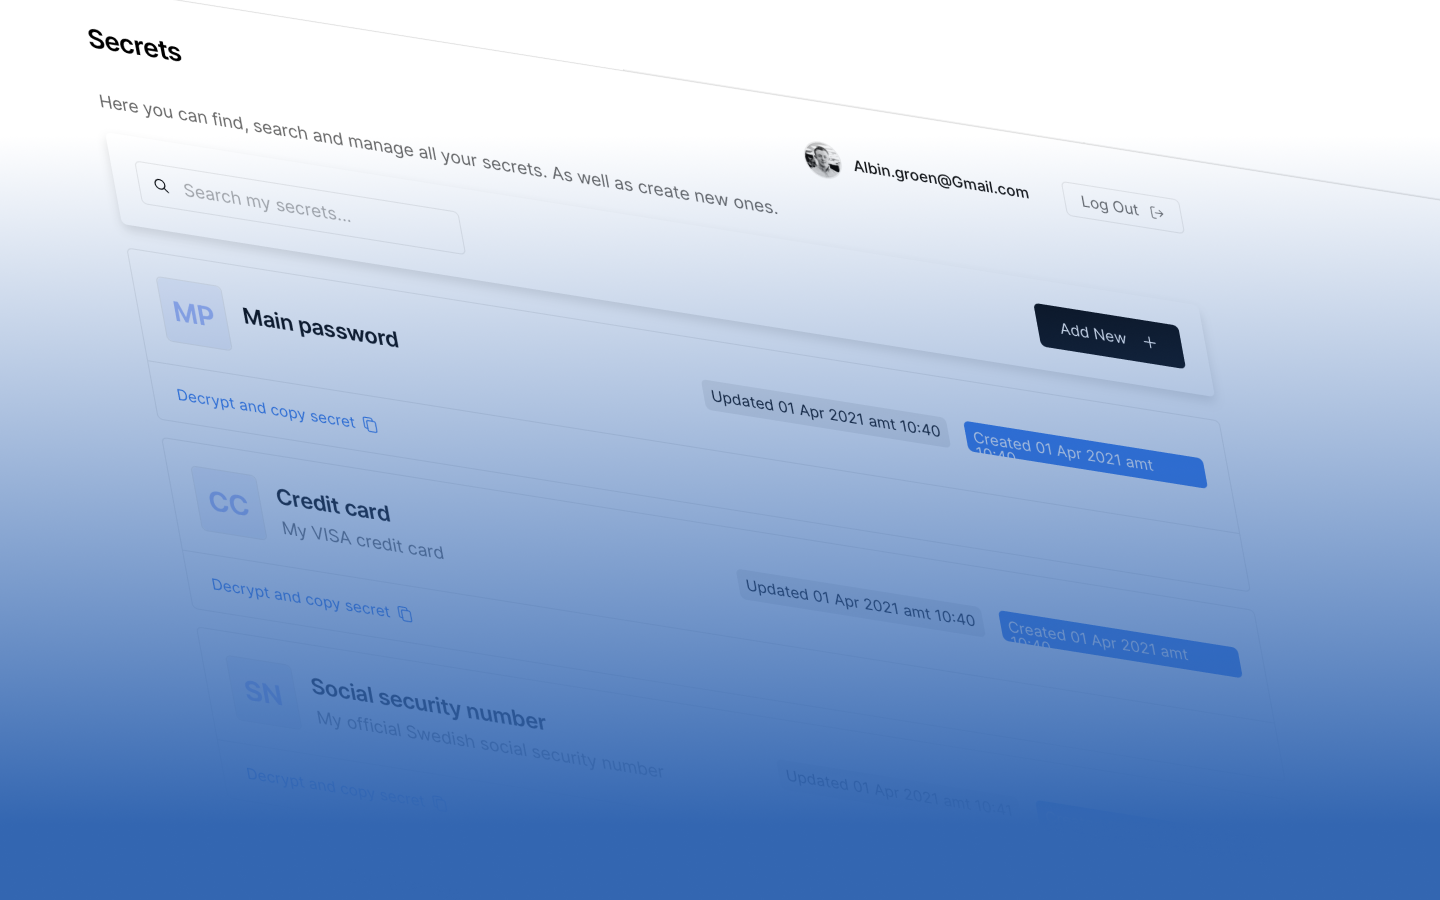 Secrets
Here you can find, search and manage all your secrets. As well as create new ones.
Albin.groen@Gmail.com
Log Out
Search my secrets...
Add New
MP
Main password
Updated 01 Apr 2021 amt 10:40
Created 01 Apr 2021 amt
10:40
Decrypt and copy secret
CC
Credit card
My VISA credit card
Updated 01 Apr 2021 amt 10:40
Created 01 Apr 2021 amt
10:40
Decrypt and copy secret
SN
Social security number
My official Swedish social security number
Updated 01 Apr 2021 amt 10:41
Decrypt and copy secret